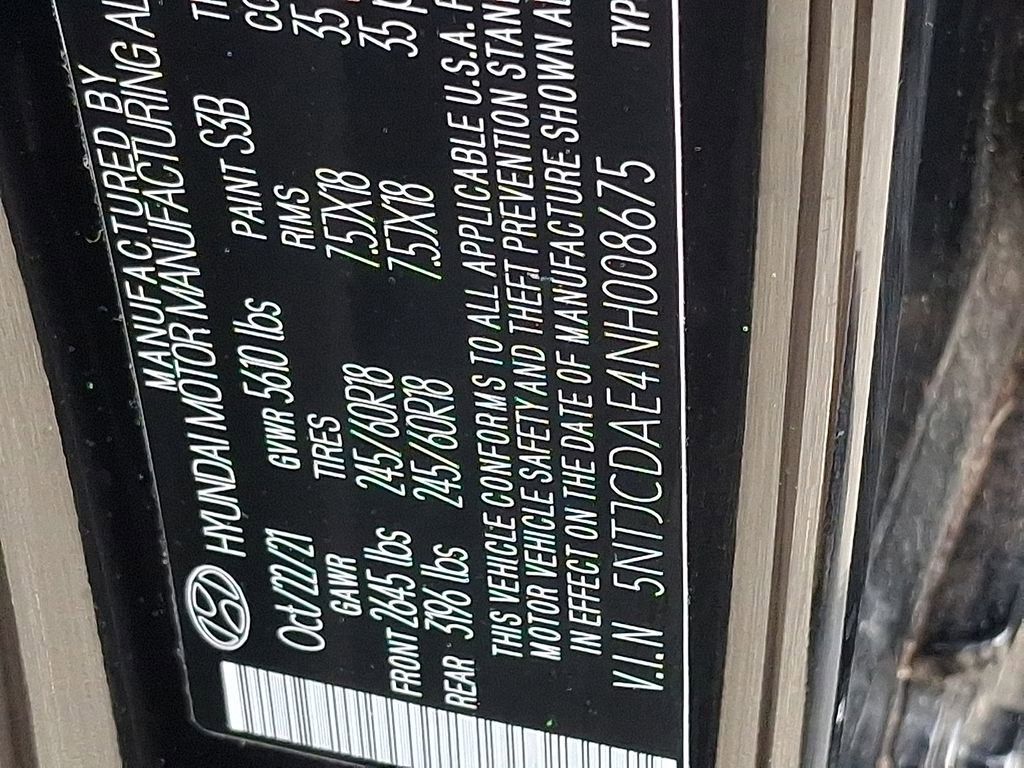 MANUFACTURED BY
HYUNDAI MOTOR MANUFACTURING AL
Oct/22/21 GVWR 5610 lbs PAINT S3B
GAWR TIRES RIMS
FRONT 2645 lbs 245/60R18 7.5JX18 35
REAR 3196 lbs 245/60R18 7.5JX18 35
THIS VEHICLE CONFORMS TO ALL APPLICABLE U.S.A.
MOTOR VEHICLE SAFETY AND THEFT PREVENTION STAN
IN EFFECT ON THE DATE OF MANUFACTURE SHOWN A
V.I.N 5NTJCDAE4NH008675 TYP